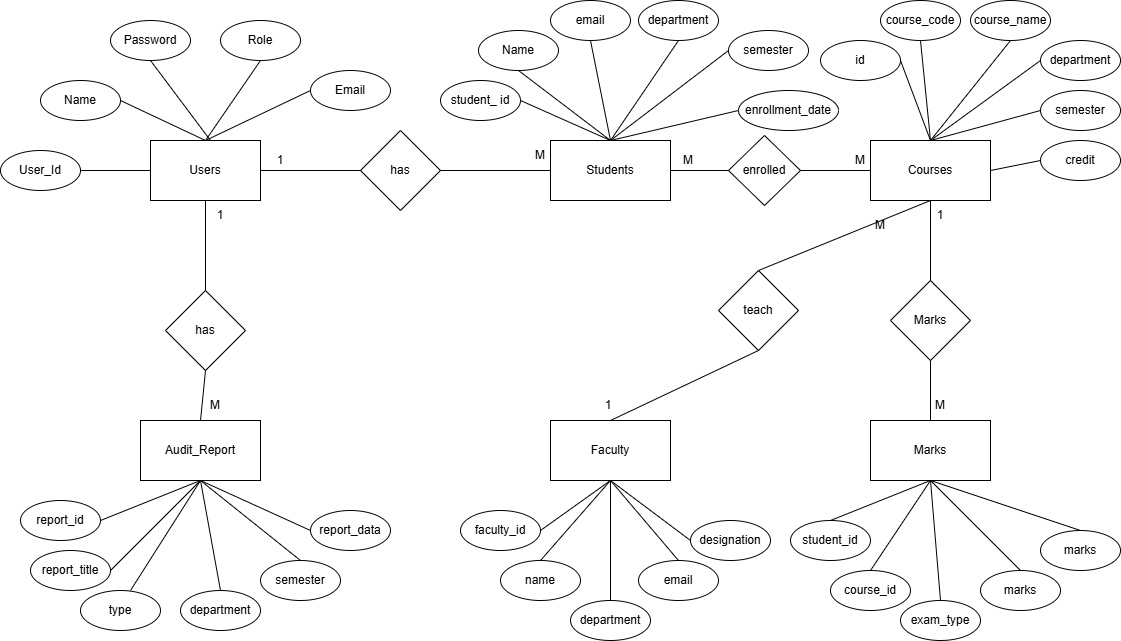 email
department
course_code
course_name
Password
Role
Name
semester
id
department
Name
Email
student_ id
enrollment_date
semester
User_Id
Users
1
has
M
Students
M
enrolled
M
Courses
credit
1
M
1
has
teach
Marks
M
1
M
Audit_Report
Faculty
Marks
report_id
report_data
faculty_id
designation
student_id
marks
report_title
semester
name
email
course_id
marks
type
department
department
exam_type